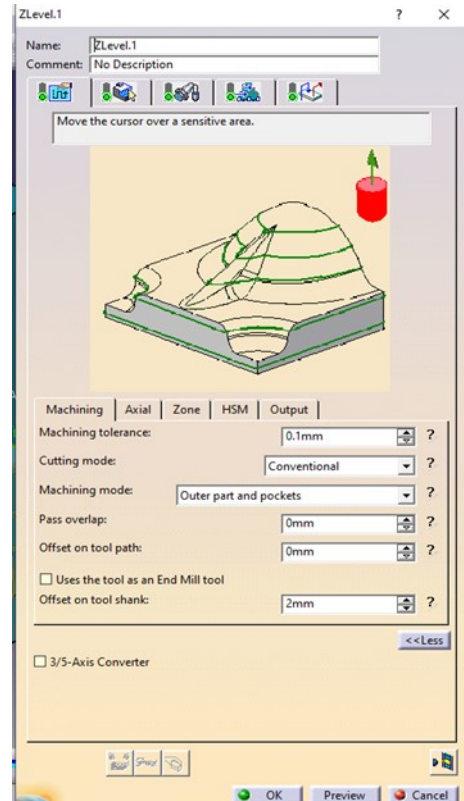 ZLevel.1 ? ×
Name: ZLevel.1
Comment: No Description
Move the cursor over a sensitive area.
Machining Axial Zone HSM Output
Machining tolerance: 0.1mm ?
Cutting mode: Conventional ?
Machining mode: Outer part and pockets ?
Pass overlap: 0mm ?
Offset on tool path: 0mm ?
Uses the tool as an End Mill tool
Offset on tool shank: 2mm ?
<<Less
3/5-Axis Converter
OK Preview Cancel